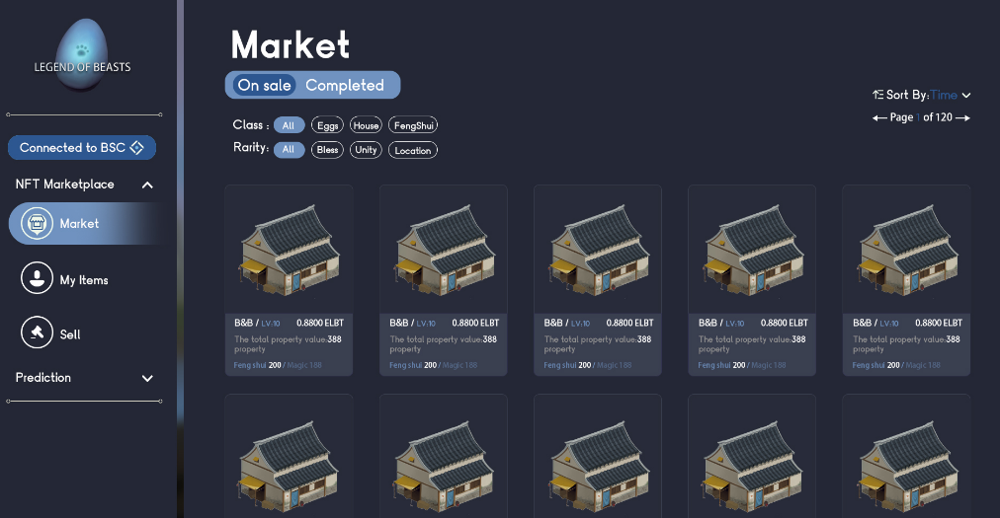 LEGEND OF BEASTS
Connected to BSC
NFT Marketplace
Market
My Items
Sell
Prediction
Market
On sale Completed
Sort By:Time
Page 1 of 120
Class : All Eggs House FengShui
Rarity: All Bless Unity Location
B&B / LV:10 0.8800 ELBT
The total property value:388
property
Feng shui 200 / Magic 188
B&B / LV:10 0.8800 ELBT
The total property value:388
property
Feng shui 200 / Magic 188
B&B / LV:10 0.8800 ELBT
The total property value:388
property
Feng shui 200 / Magic 188
B&B / LV:10 0.8800 ELBT
The total property value:388
property
Feng shui 200 / Magic 188
B&B / LV:10 0.8800 ELBT
The total property value:388
property
Feng shui 200 / Magic 188